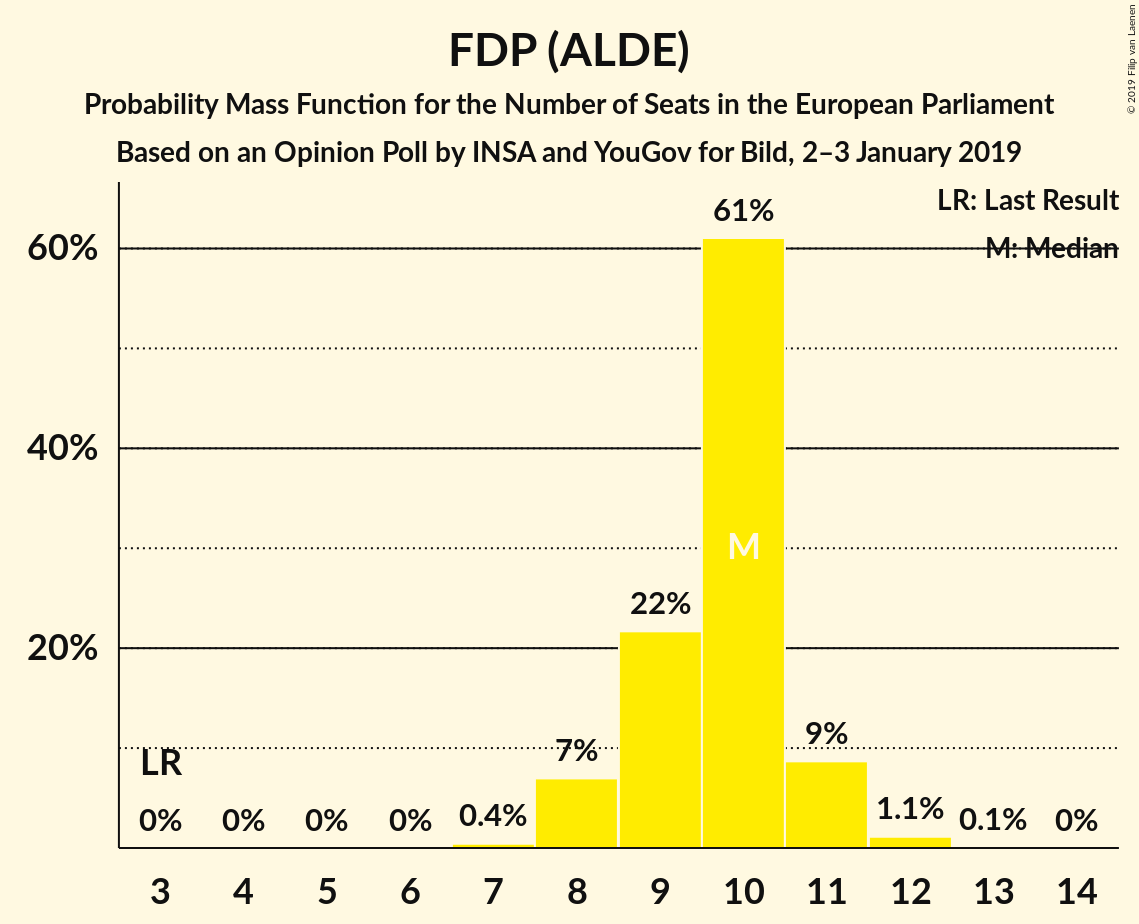 FDP (ALDE)
Probability Mass Function for the Number of Seats in the European Parliament
Based on an Opinion Poll by INSA and YouGov for Bild, 2–3 January 2019
© 2019 Filip van Laenen
LR: Last Result
M: Median
61%
60%
40%
M
22%
20%
9%
7%
LR
0% 0% 0% 0% 0.4% 1.1% 0.1% 0%
3 4 5 6 7 8 9 10 11 12 13 14